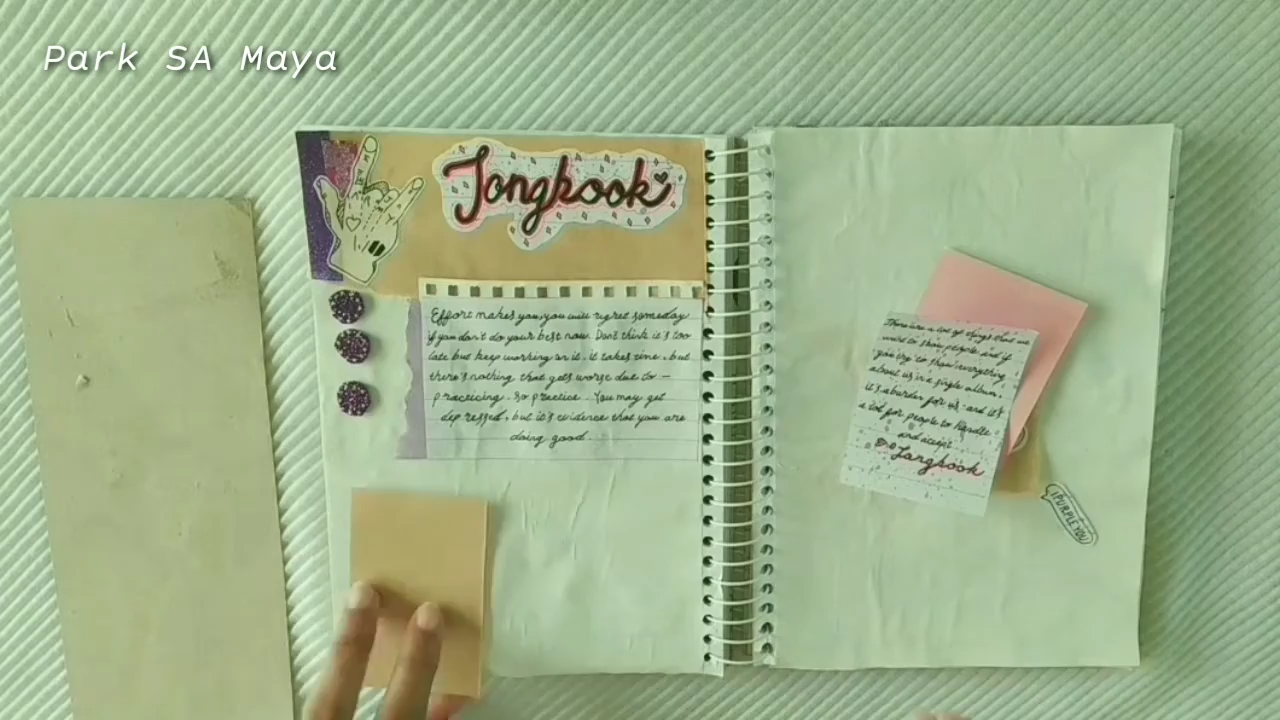 Park SA Maya
Jongkook
Effort makes you, you will regret someday
if you don't do your best now. Don't think it's too
late but keep working on it. it takes time, but
there's nothing that gets worse due to -
practicing. So practice. You may get
depressed, but it's evidence that you are
doing good.
There are a lot of things that we
want to show people and if
you try to show everything
about us in a single album,
it's a burden for us and it's
a lot for people to handle
and accept
Jongkook
I PURPLE YOU